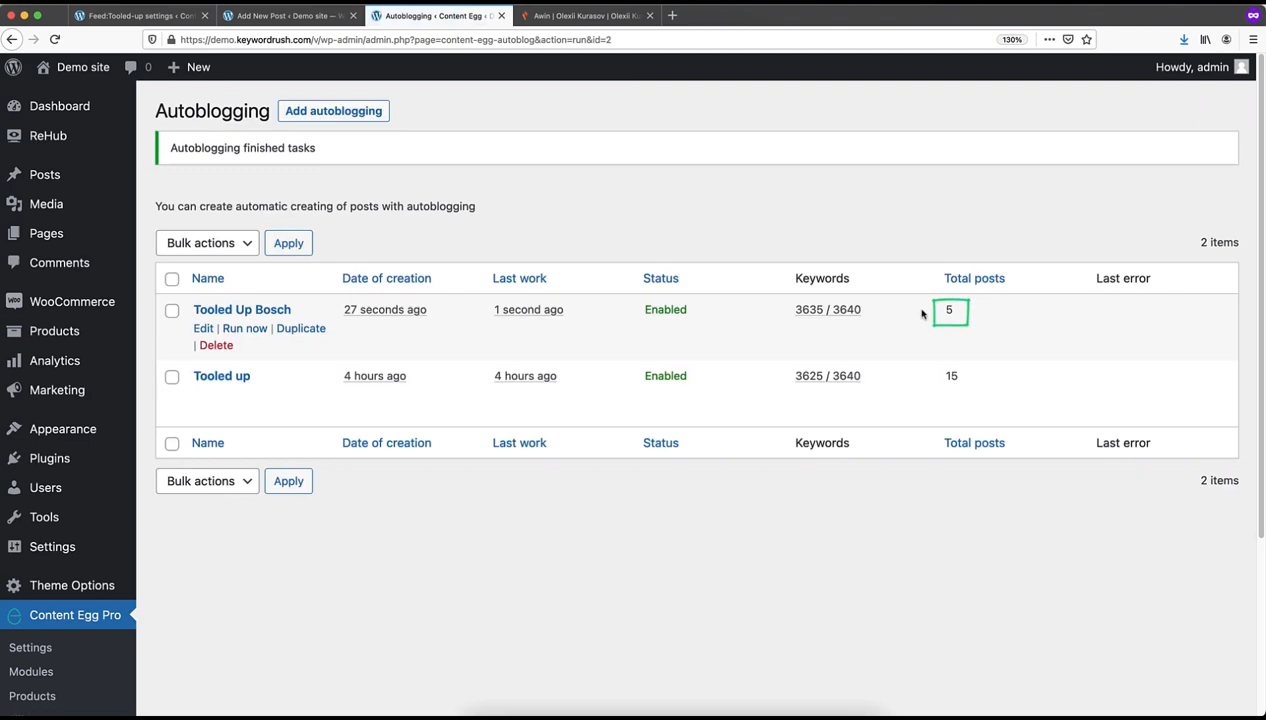 Feed:Tooled-up settings ‹ Con
Add New Post ‹ Demo site — W
Autoblogging ‹ Content Egg ‹ D
Awin | Olexii Kurasov | Olexii K
https://demo.keywordrush.com/v/wp-admin/admin.php?page=content-egg-autoblog&action=run&id=2
130%
Demo site
0
New
Howdy, admin
Dashboard
ReHub
Posts
Media
Pages
Comments
WooCommerce
Products
Analytics
Marketing
Appearance
Plugins
Users
Tools
Settings
Theme Options
Content Egg Pro
Settings
Modules
Products
Autoblogging
Add autoblogging
Autoblogging finished tasks
You can create automatic creating of posts with autoblogging
Bulk actions
Apply
2 items
Name Date of creation Last work Status Keywords Total posts Last error
Tooled Up Bosch 27 seconds ago 1 second ago Enabled 3635 / 3640 5
Edit | Run now | Duplicate
| Delete
Tooled up 4 hours ago 4 hours ago Enabled 3625 / 3640 15
Name Date of creation Last work Status Keywords Total posts Last error
Bulk actions
Apply
2 items